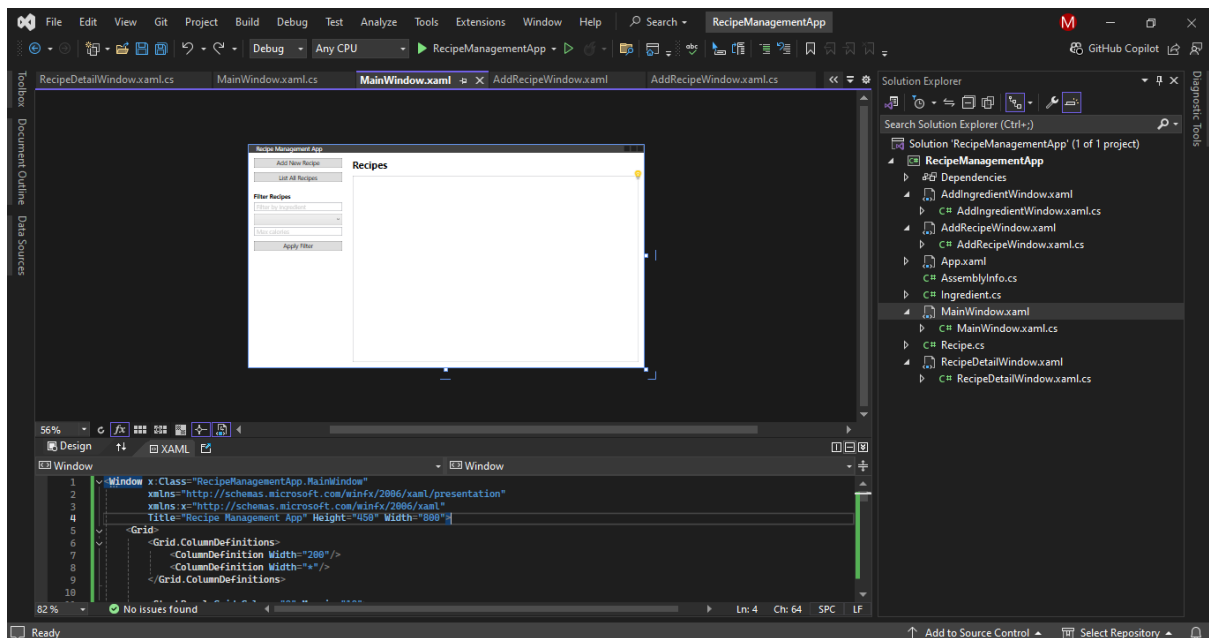 File Edit View Git Project Build Debug Test Analyze Tools Extensions Window Help Search RecipeManagementApp M
Debug Any CPU RecipeManagementApp GitHub Copilot
Toolbox
Document Outline
Data Sources
RecipeDetailWindow.xaml.cs MainWindow.xaml.cs MainWindow.xaml AddRecipeWindow.xaml AddRecipeWindow.xaml.cs
Recipe Management App
Add New Recipe
List All Recipes
Filter Recipes
Filter by ingredient
Max calories
Apply Filter
Recipes
56%
Design XAML
Window Window
1 <Window x:Class="RecipeManagementApp.MainWindow"
2 xmlns="http://schemas.microsoft.com/winfx/2006/xaml/presentation"
3 xmlns:x="http://schemas.microsoft.com/winfx/2006/xaml"
4 Title="Recipe Management App" Height="450" Width="800">
5 <Grid>
6 <Grid.ColumnDefinitions>
7 <ColumnDefinition Width="200"/>
8 <ColumnDefinition Width="*"/>
9 </Grid.ColumnDefinitions>
10
82 % No issues found Ln: 4 Ch: 64 SPC LF
Solution Explorer
Search Solution Explorer (Ctrl+;)
Solution 'RecipeManagementApp' (1 of 1 project)
C# RecipeManagementApp
Dependencies
AddIngredientWindow.xaml
C# AddIngredientWindow.xaml.cs
AddRecipeWindow.xaml
C# AddRecipeWindow.xaml.cs
App.xaml
C# AssemblyInfo.cs
C# Ingredient.cs
MainWindow.xaml
C# MainWindow.xaml.cs
C# Recipe.cs
RecipeDetailWindow.xaml
C# RecipeDetailWindow.xaml.cs
Diagnostic Tools
Ready Add to Source Control Select Repository